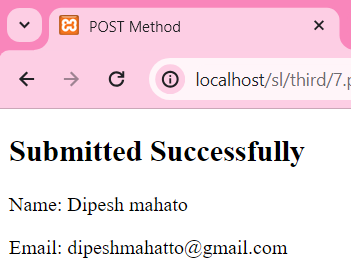 POST Method
localhost/sl/third/7.p
Submitted Successfully
Name: Dipesh mahato
Email: dipeshmahatto@gmail.com